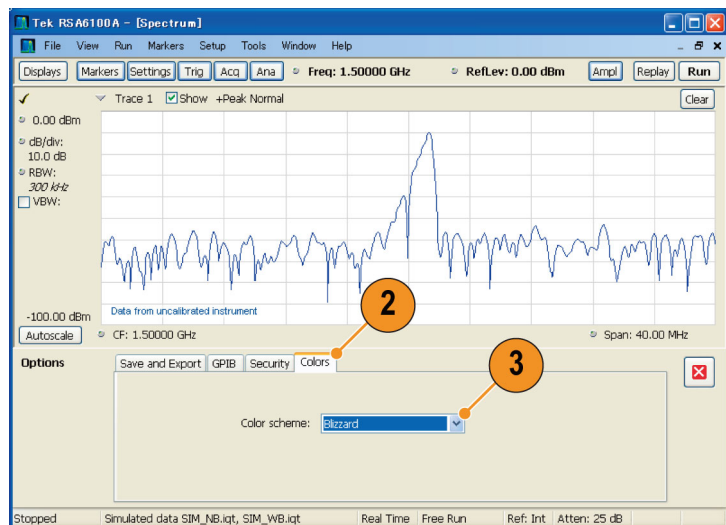 Tek RSA6100A - [Spectrum]
File View Run Markers Setup Tools Window Help
Displays Markers Settings Trig Acq Ana Freq: 1.50000 GHz RefLev: 0.00 dBm Ampl Replay Run
Trace 1 Show +Peak Normal Clear
0.00 dBm
dB/div:
10.0 dB
RBW:
300 kHz
VBW:
-100.00 dBm
Data from uncalibrated instrument
Autoscale CF: 1.50000 GHz Span: 40.00 MHz
2
Options Save and Export GPIB Security Colors
3
Color scheme: Blizzard
Stopped Simulated data SIM_NB.iqt, SIM_WB.iqt Real Time Free Run Ref: Int Atten: 25 dB